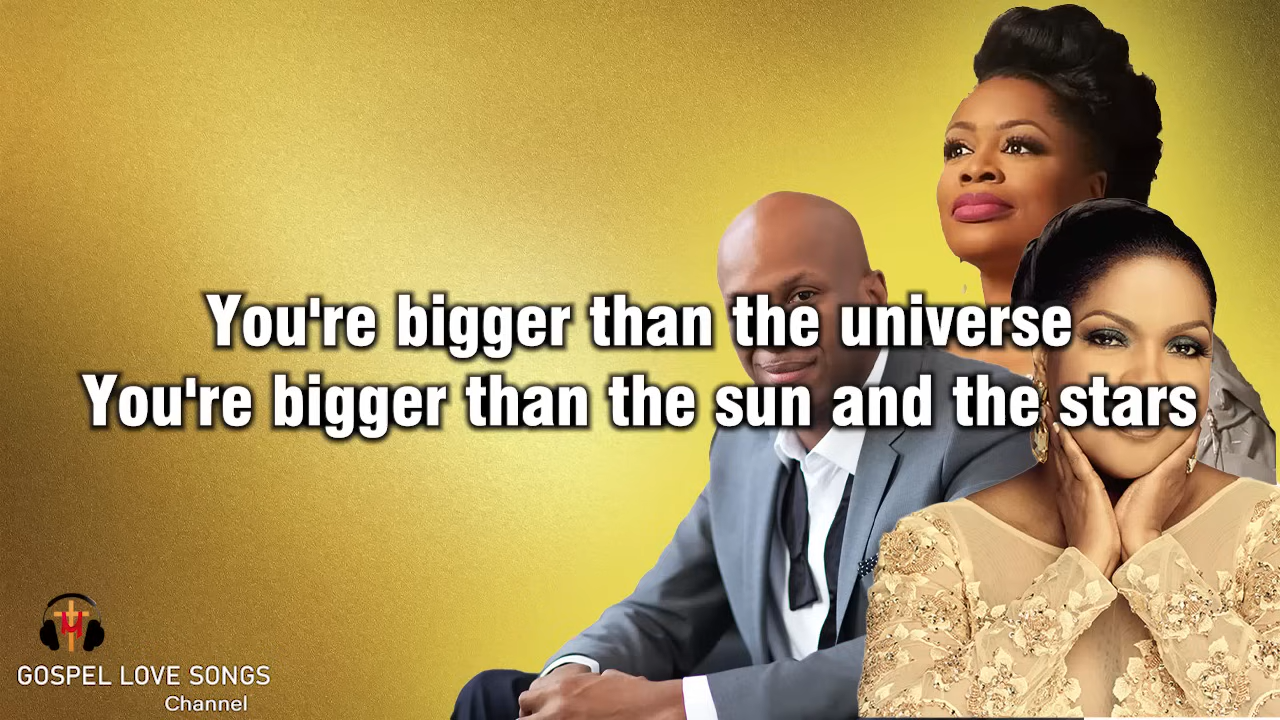 You're bigger than the universe
You're bigger than the sun and the stars
GOSPEL LOVE SONGS
Channel